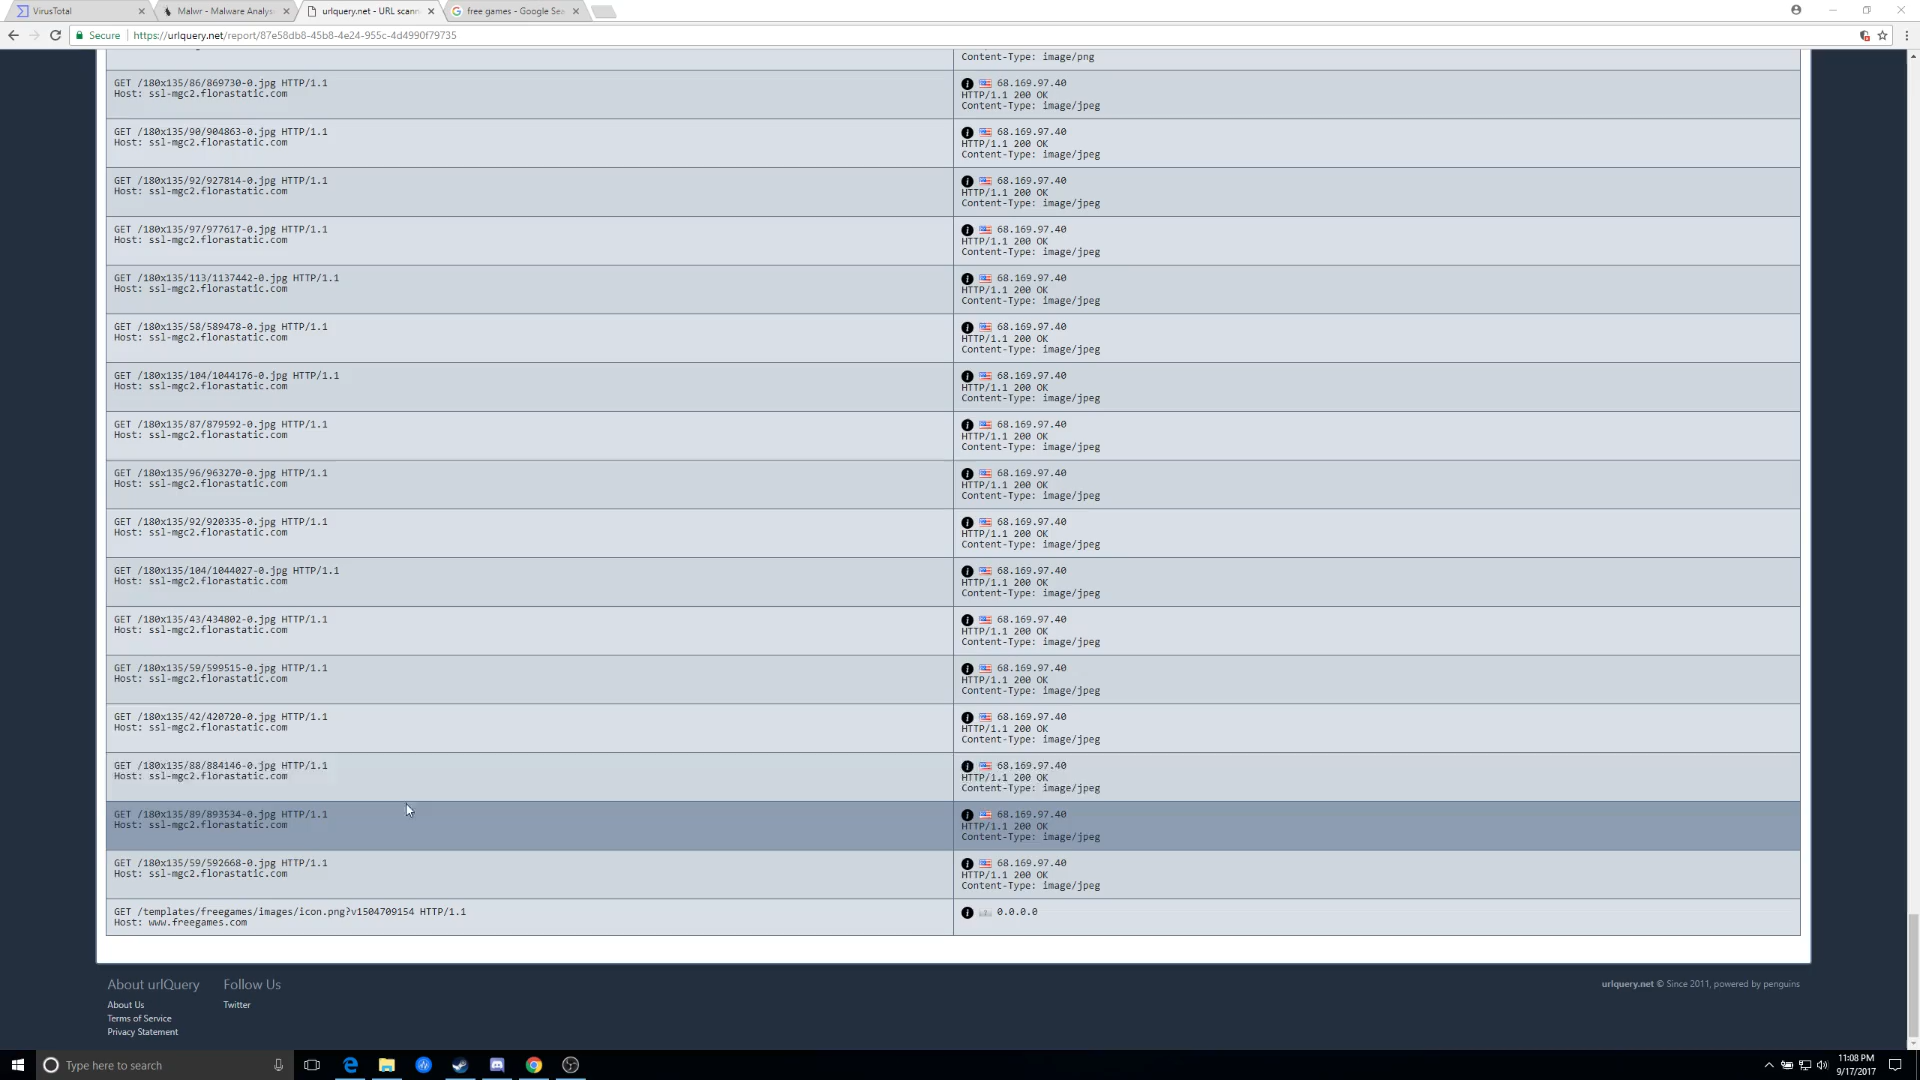 VirusTotal
Malwr - Malware Analys
urlquery.net - URL scann
free games - Google Sea
Secure
https://urlquery.net/report/87e58db8-45b8-4e24-955c-4d4990f79735
Content-Type: image/png
GET /180x135/86/869730-0.jpg HTTP/1.1
Host: ssl-mgc2.florastatic.com
68.169.97.40
HTTP/1.1 200 OK
Content-Type: image/jpeg
GET /180x135/90/904863-0.jpg HTTP/1.1
Host: ssl-mgc2.florastatic.com
68.169.97.40
HTTP/1.1 200 OK
Content-Type: image/jpeg
GET /180x135/92/927814-0.jpg HTTP/1.1
Host: ssl-mgc2.florastatic.com
68.169.97.40
HTTP/1.1 200 OK
Content-Type: image/jpeg
GET /180x135/97/977617-0.jpg HTTP/1.1
Host: ssl-mgc2.florastatic.com
68.169.97.40
HTTP/1.1 200 OK
Content-Type: image/jpeg
GET /180x135/113/1137442-0.jpg HTTP/1.1
Host: ssl-mgc2.florastatic.com
68.169.97.40
HTTP/1.1 200 OK
Content-Type: image/jpeg
GET /180x135/58/589478-0.jpg HTTP/1.1
Host: ssl-mgc2.florastatic.com
68.169.97.40
HTTP/1.1 200 OK
Content-Type: image/jpeg
GET /180x135/104/1044176-0.jpg HTTP/1.1
Host: ssl-mgc2.florastatic.com
68.169.97.40
HTTP/1.1 200 OK
Content-Type: image/jpeg
GET /180x135/87/879592-0.jpg HTTP/1.1
Host: ssl-mgc2.florastatic.com
68.169.97.40
HTTP/1.1 200 OK
Content-Type: image/jpeg
GET /180x135/96/963270-0.jpg HTTP/1.1
Host: ssl-mgc2.florastatic.com
68.169.97.40
HTTP/1.1 200 OK
Content-Type: image/jpeg
GET /180x135/92/920335-0.jpg HTTP/1.1
Host: ssl-mgc2.florastatic.com
68.169.97.40
HTTP/1.1 200 OK
Content-Type: image/jpeg
GET /180x135/104/1044027-0.jpg HTTP/1.1
Host: ssl-mgc2.florastatic.com
68.169.97.40
HTTP/1.1 200 OK
Content-Type: image/jpeg
GET /180x135/43/434802-0.jpg HTTP/1.1
Host: ssl-mgc2.florastatic.com
68.169.97.40
HTTP/1.1 200 OK
Content-Type: image/jpeg
GET /180x135/59/599515-0.jpg HTTP/1.1
Host: ssl-mgc2.florastatic.com
68.169.97.40
HTTP/1.1 200 OK
Content-Type: image/jpeg
GET /180x135/42/420720-0.jpg HTTP/1.1
Host: ssl-mgc2.florastatic.com
68.169.97.40
HTTP/1.1 200 OK
Content-Type: image/jpeg
GET /180x135/88/884146-0.jpg HTTP/1.1
Host: ssl-mgc2.florastatic.com
68.169.97.40
HTTP/1.1 200 OK
Content-Type: image/jpeg
GET /180x135/89/893534-0.jpg HTTP/1.1
Host: ssl-mgc2.florastatic.com
68.169.97.40
HTTP/1.1 200 OK
Content-Type: image/jpeg
GET /180x135/59/592668-0.jpg HTTP/1.1
Host: ssl-mgc2.florastatic.com
68.169.97.40
HTTP/1.1 200 OK
Content-Type: image/jpeg
GET /templates/freegames/images/icon.png?v1504709154 HTTP/1.1
Host: www.freegames.com
0.0.0.0
About urlQuery
About Us
Terms of Service
Privacy Statement
Follow Us
Twitter
urlquery.net © Since 2011, powered by penguins
Type here to search
11:08 PM
9/17/2017